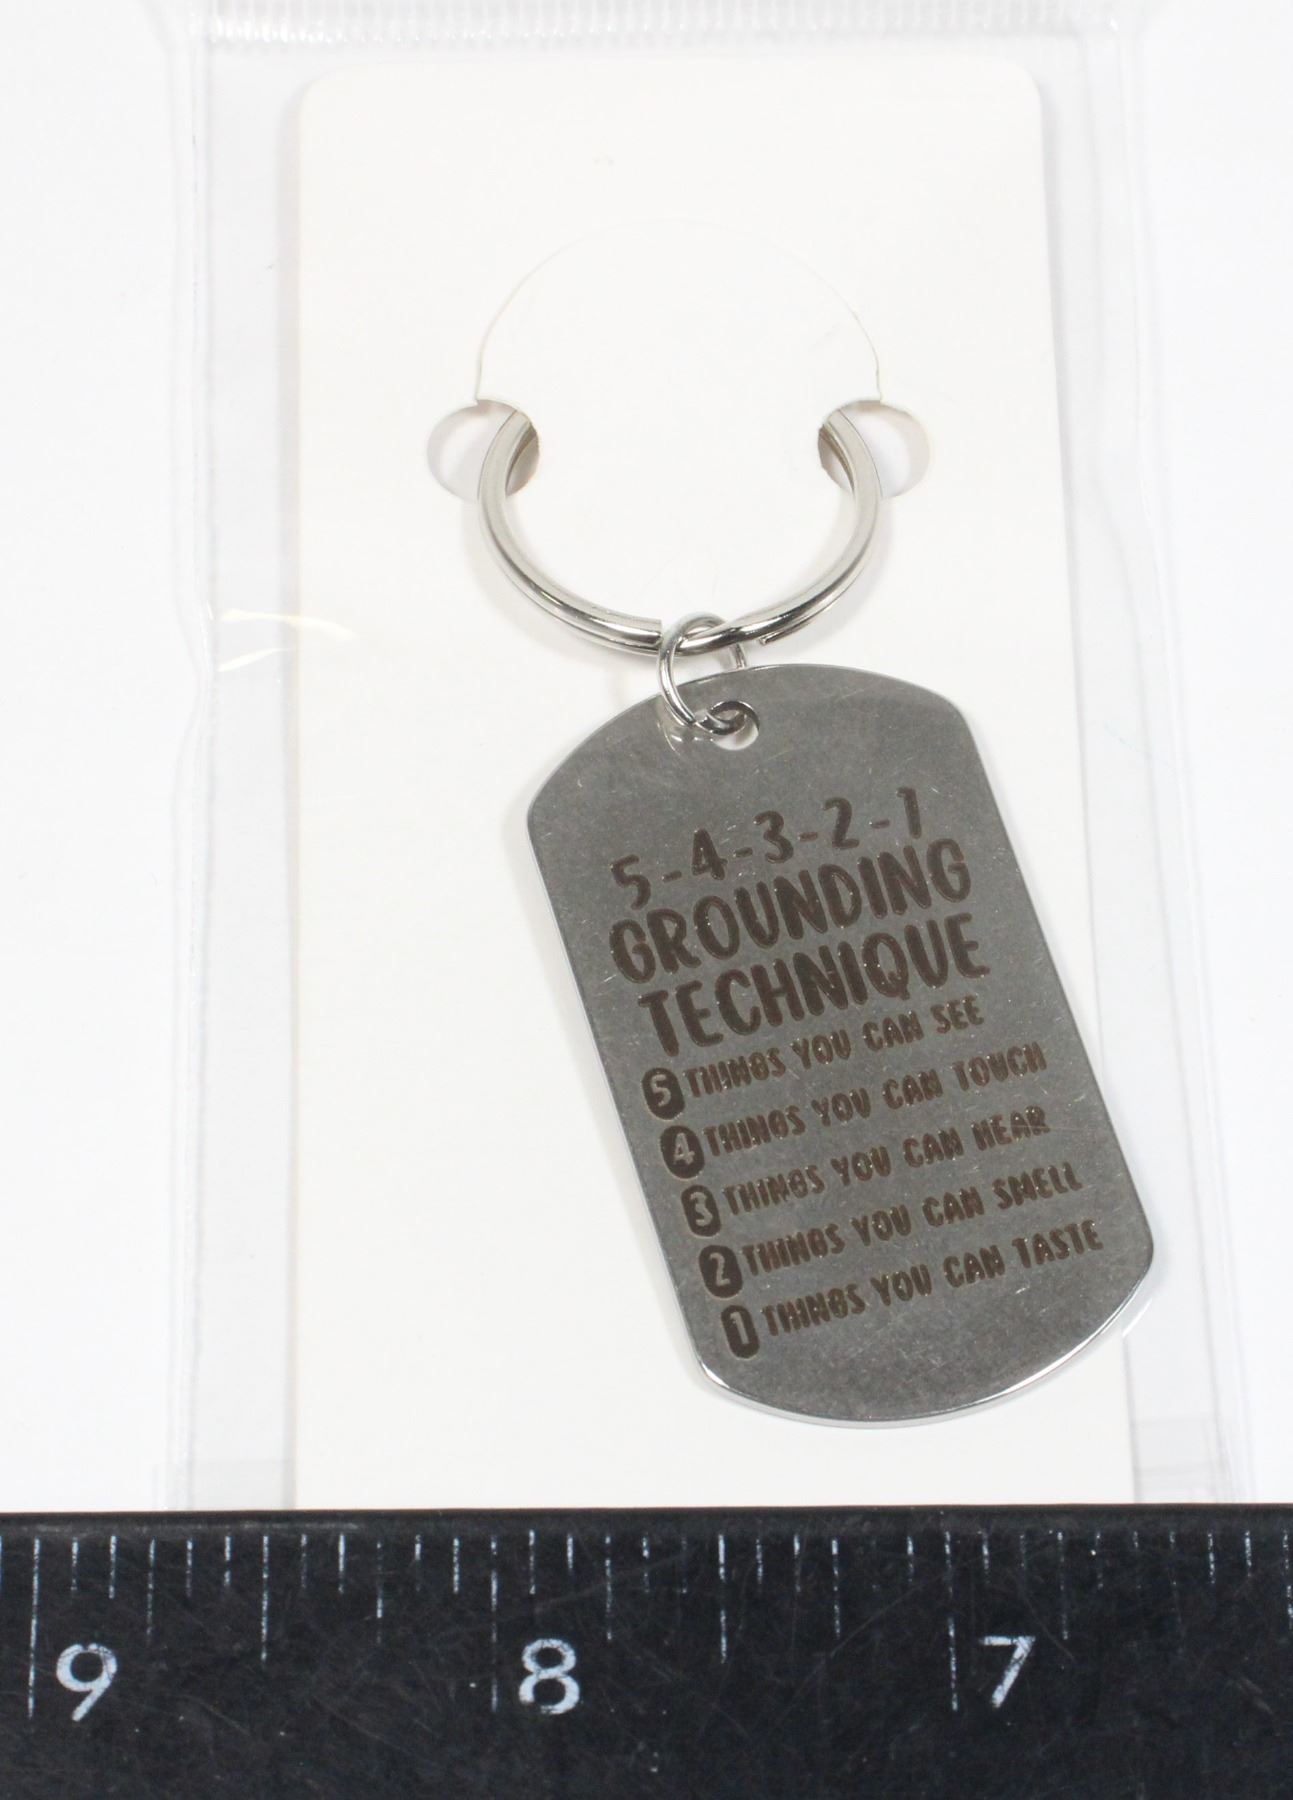 5-4-3-2-1
GROUNDING
TECHNIQUE
5 THINGS YOU CAN SEE
4 THINGS YOU CAN TOUCH
3 THINGS YOU CAN HEAR
2 THINGS YOU CAN SMELL
1 THINGS YOU CAN TASTE
9 8 7